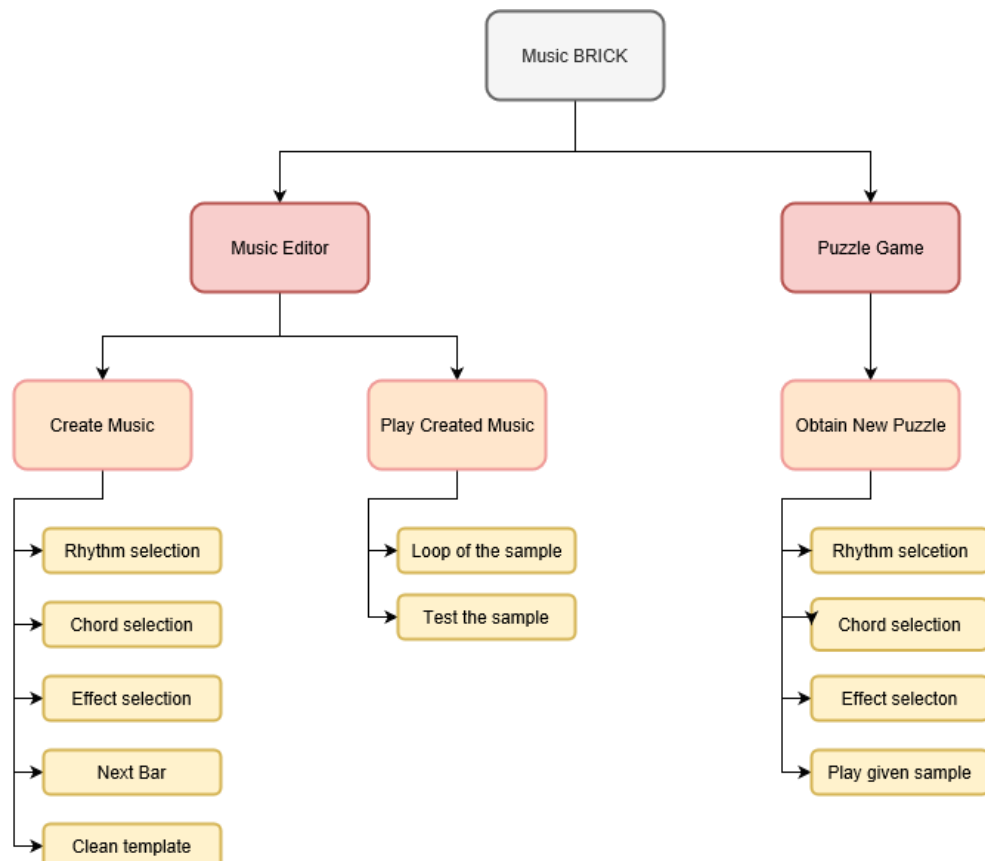 Music BRICK
Music Editor
Puzzle Game
Create Music
Play Created Music
Obtain New Puzzle
Rhythm selection
Loop of the sample
Rhythm selcetion
Chord selection
Test the sample
Chord selection
Effect selection
Effect selecton
Next Bar
Play given sample
Clean template